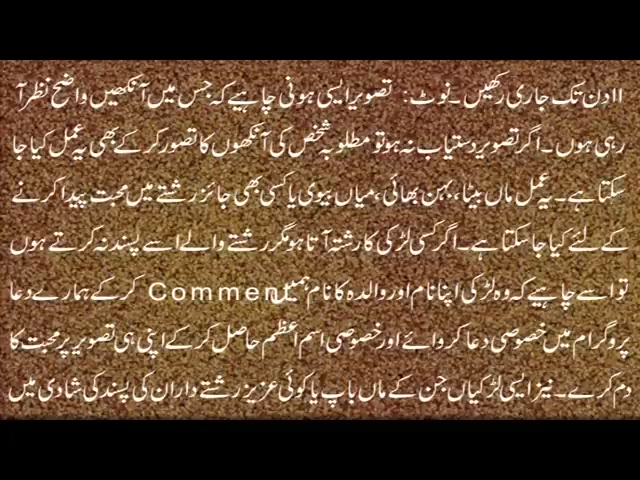 ۱۱دن تک جاری رکھیں۔نوٹ: تصویر ایسی ہونی چاہیے کہ جس میں آنکھیں واضح نظر آ
رہی ہوں۔اگر تصویر دستیاب نہ ہو تو مطلوبہ شخص کی آنکھوں کا تصور کر کے بھی یہ عمل کیا جا
سکتا ہے۔یہ عمل ماں بیٹا، بہن بھائی، میاں بیوی یا کسی بھی جائز رشتے میں محبت پیدا کرنے
کے لئے کیا جا سکتا ہے۔اگر کسی لڑکی کا رشتہ آتا ہو مگر رشتے والے اسے پسند نہ کرتے ہوں
تو اسے چاہیے کہ وہ لڑکی اپنا نام اور والدہ کا نام ہمیں Comment کر کے ہمارے دعا
پروگرام میں خصوصی دعا کروائے اور خصوصی اسم اعظم حاصل کر کے اپنی ہی تصویر پر محبت کا
دم کرے۔نیز ایسی لڑکیاں جن کے ماں باپ یا کوئی عزیز رشتے داران کی پسند کی شادی میں